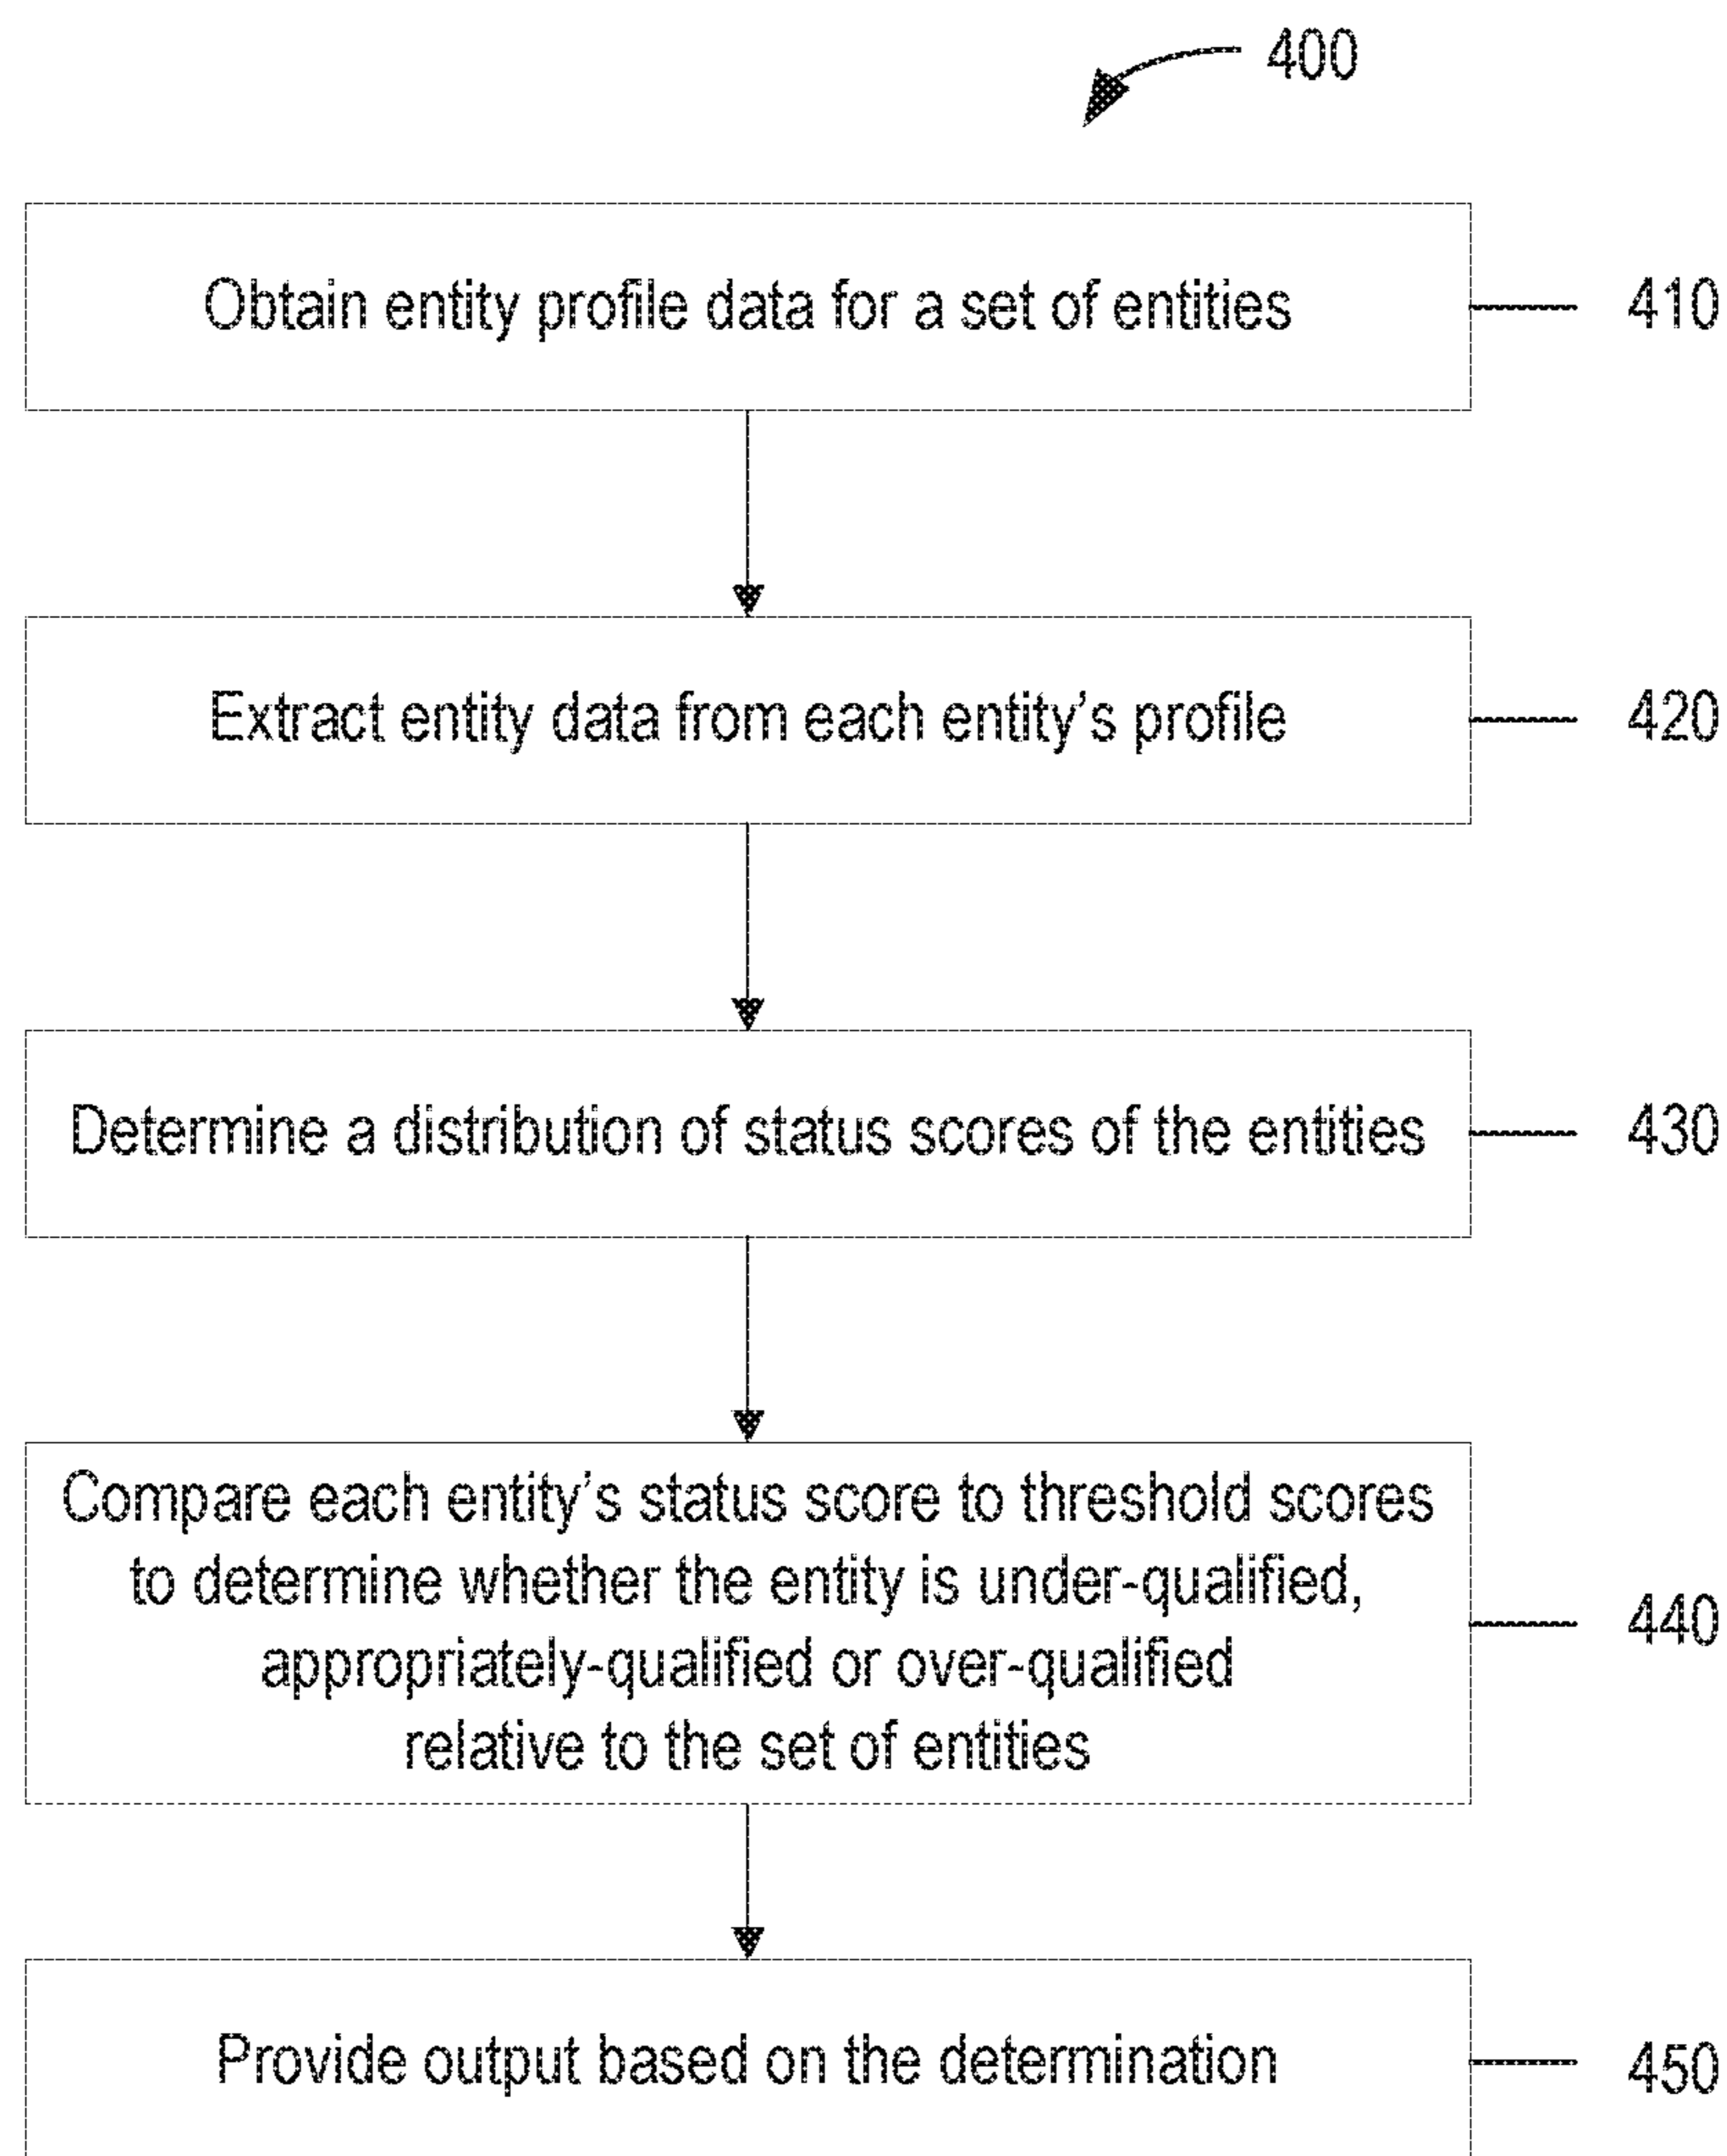 400
Obtain entity profile data for a set of entities
410
Extract entity data from each entity's profile
420
Determine a distribution of status scores of the entities
430
Compare each entity's status score to threshold scores
to determine whether the entity is under-qualified,
appropriately-qualified or over-qualified
relative to the set of entities
440
Provide output based on the determination
450